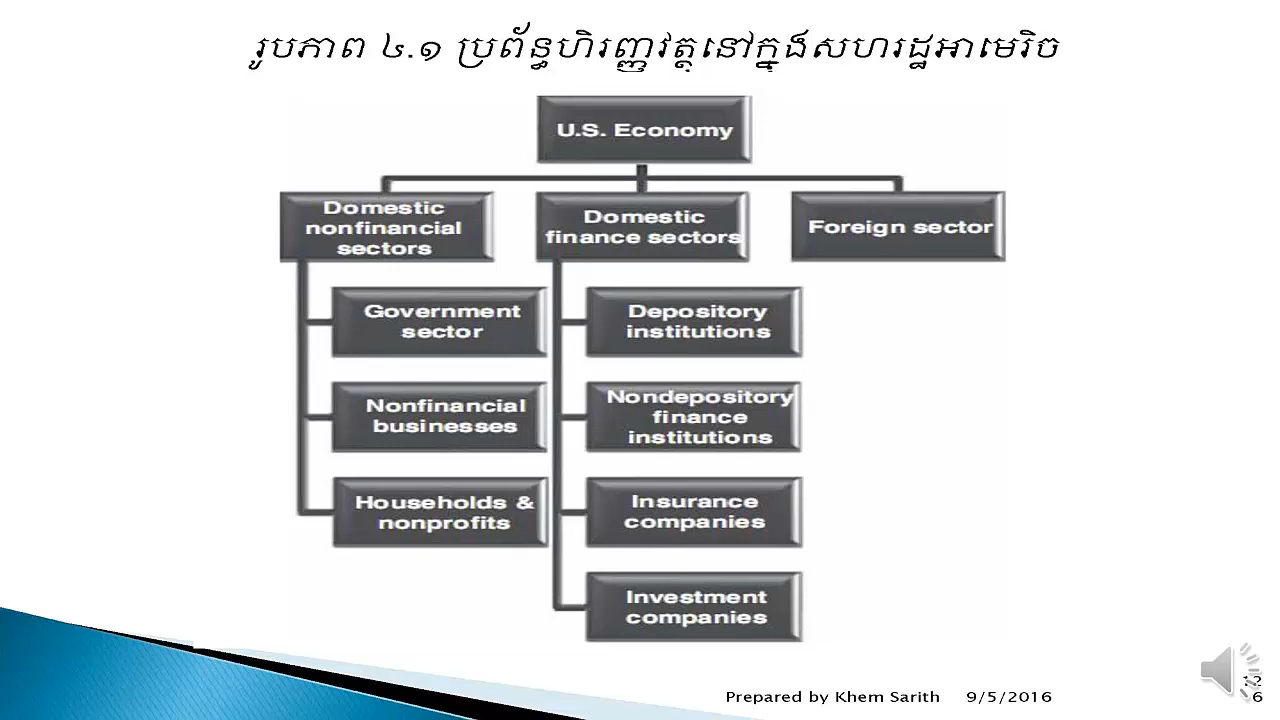 រូបភាព ៤.១ ប្រព័ន្ធហិរញ្ញវត្ថុនៅក្នុងសហរដ្ឋអាមេរិច
U.S. Economy
Domestic
nonfinancial
sectors
Domestic
finance sectors
Foreign sector
Government
sector
Nonfinancial
businesses
Households &
nonprofits
Depository
institutions
Nondepository
finance
institutions
Insurance
companies
Investment
companies
Prepared by Khem Sarith 9/5/2016